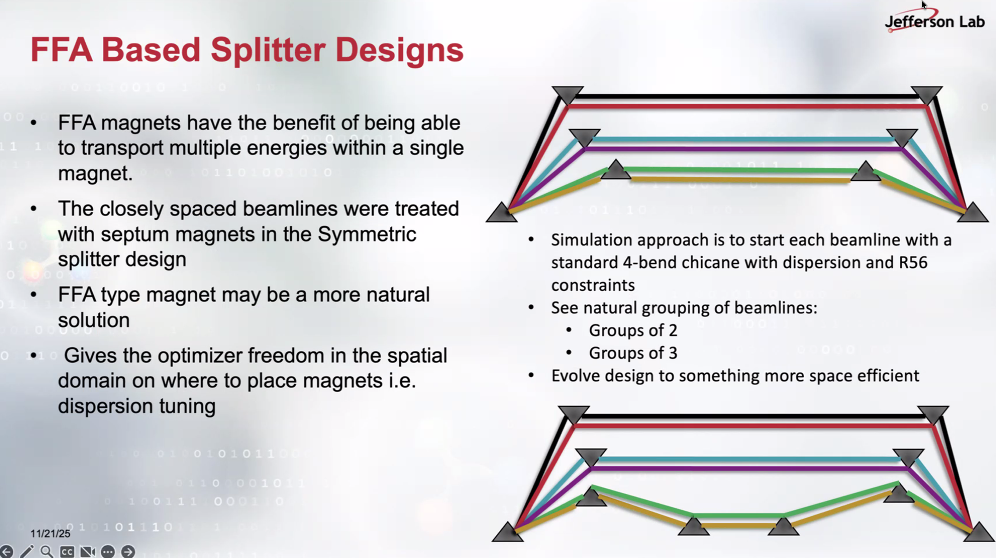 Jefferson Lab
FFA Based Splitter Designs
• FFA magnets have the benefit of being able
to transport multiple energies within a single
magnet.
• The closely spaced beamlines were treated
with septum magnets in the Symmetric
splitter design
• FFA type magnet may be a more natural
solution
• Gives the optimizer freedom in the spatial
domain on where to place magnets i.e.
dispersion tuning
• Simulation approach is to start each beamline with a
standard 4-bend chicane with dispersion and R56
constraints
• See natural grouping of beamlines:
• Groups of 2
• Groups of 3
• Evolve design to something more space efficient
11/21/25
CC